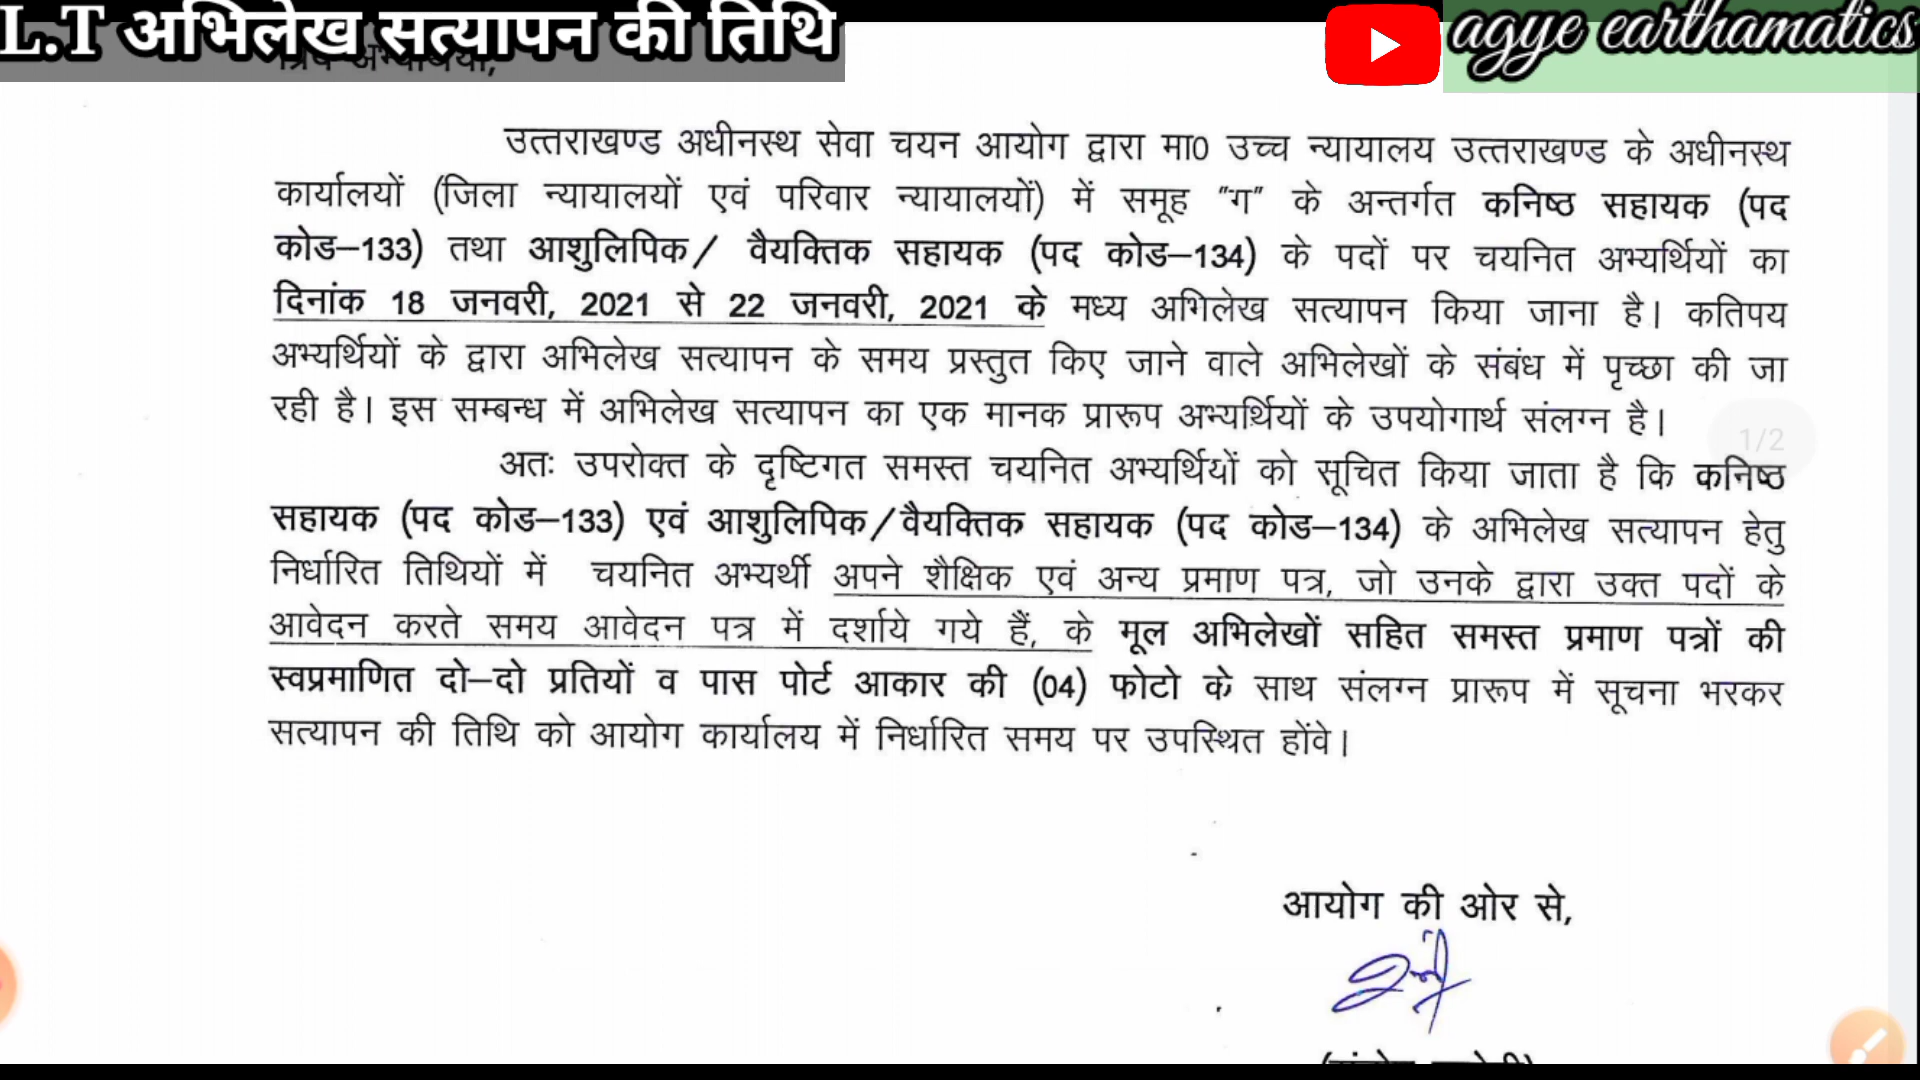 L.T अभिलेख सत्यापन की तिथि
agye earthamatics
उत्तराखण्ड अधीनस्थ सेवा चयन आयोग द्वारा मा0 उच्च न्यायालय उत्तराखण्ड के अधीनस्थ
कार्यालयों (जिला न्यायालयों एवं परिवार न्यायालयों) में समूह "ग" के अन्तर्गत कनिष्ठ सहायक (पद
कोड–133) तथा आशुलिपिक/ वैयक्तिक सहायक (पद कोड–134) के पदों पर चयनित अभ्यर्थियों का
दिनांक 18 जनवरी, 2021 से 22 जनवरी, 2021 के मध्य अभिलेख सत्यापन किया जाना है। कतिपय
अभ्यर्थियों के द्वारा अभिलेख सत्यापन के समय प्रस्तुत किए जाने वाले अभिलेखों के संबंध में पृच्छा की जा
रही है। इस सम्बन्ध में अभिलेख सत्यापन का एक मानक प्रारूप अभ्यर्थियों के उपयोगार्थ संलग्न है।
1/2
अतः उपरोक्त के दृष्टिगत समस्त चयनित अभ्यर्थियों को सूचित किया जाता है कि कनिष्ठ
सहायक (पद कोड–133) एवं आशुलिपिक/वैयक्तिक सहायक (पद कोड–134) के अभिलेख सत्यापन हेतु
निर्धारित तिथियों में चयनित अभ्यर्थी अपने शैक्षिक एवं अन्य प्रमाण पत्र, जो उनके द्वारा उक्त पदों के
आवेदन करते समय आवेदन पत्र में दर्शाये गये हैं, के मूल अभिलेखों सहित समस्त प्रमाण पत्रों की
स्वप्रमाणित दो–दो प्रतियों व पास पोर्ट आकार की (04) फोटो के साथ संलग्न प्रारूप में सूचना भरकर
सत्यापन की तिथि को आयोग कार्यालय में निर्धारित समय पर उपस्थित होंवे।
आयोग की ओर से,